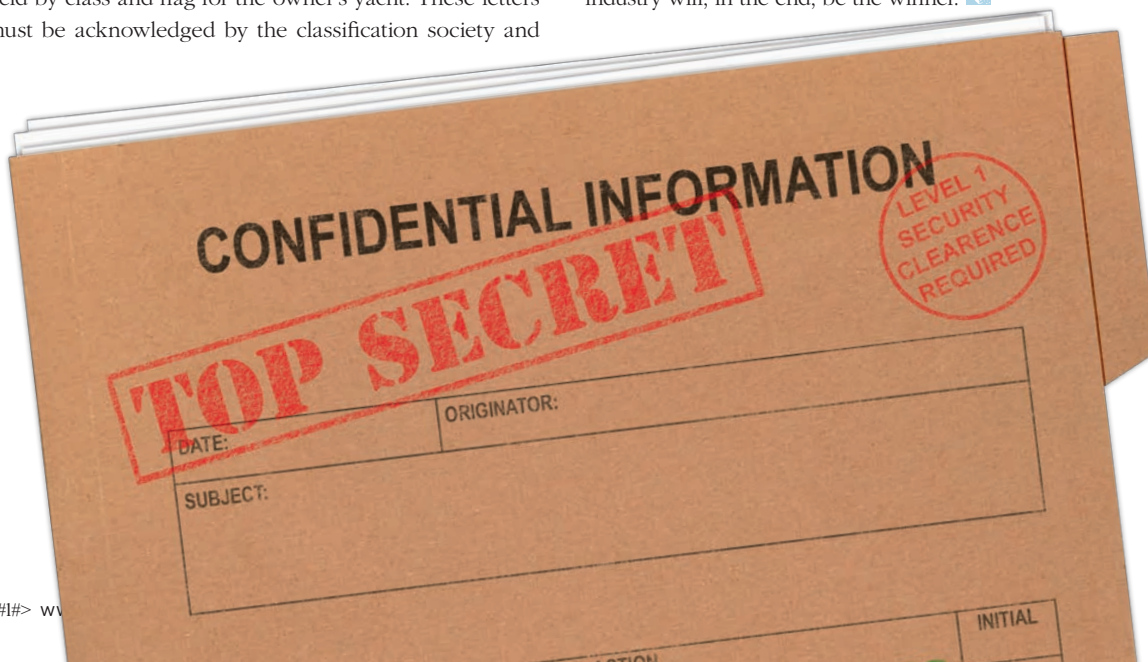 held by class and flag for the owner's yacht. These letters
must be acknowledged by the classification society and
industry will, in the end, be the winner.
CONFIDENTIAL INFORMATION
LEVEL 1
SECURITY
CLEARENCE
REQUIRED
TOP SECRET
DATE:
ORIGINATOR:
SUBJECT:
INITIAL